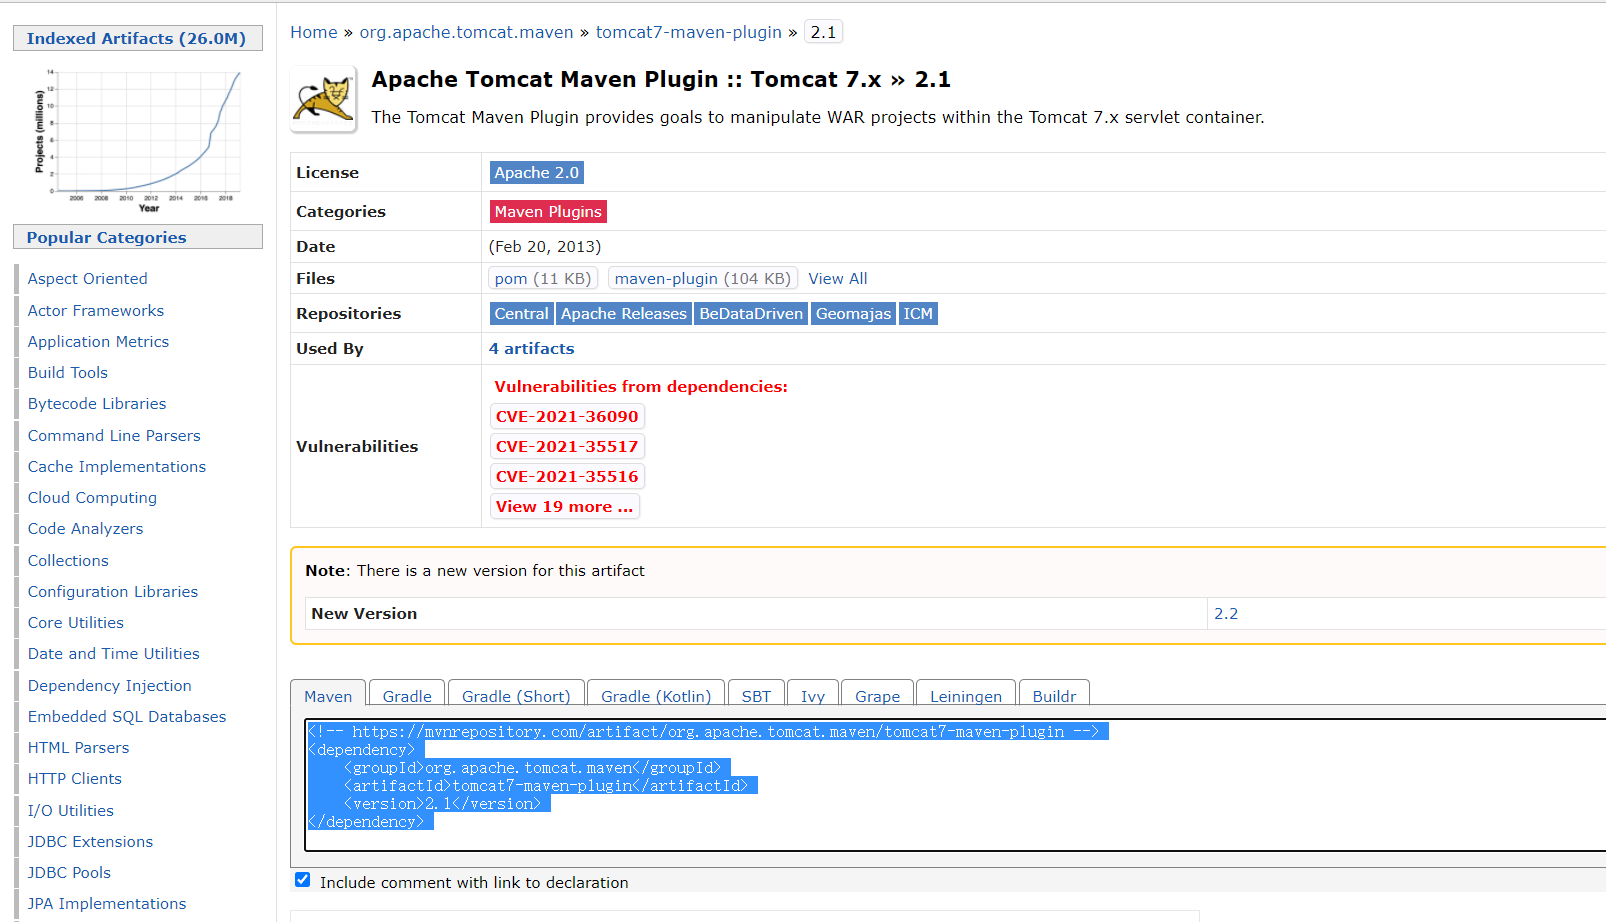 Indexed Artifacts (26.0M)
14
12
10
8
6
4
2
0
Projects (millions)
2006 2008 2010 2012 2014 2016 2018
Year
Popular Categories
Aspect Oriented
Actor Frameworks
Application Metrics
Build Tools
Bytecode Libraries
Command Line Parsers
Cache Implementations
Cloud Computing
Code Analyzers
Collections
Configuration Libraries
Core Utilities
Date and Time Utilities
Dependency Injection
Embedded SQL Databases
HTML Parsers
HTTP Clients
I/O Utilities
JDBC Extensions
JDBC Pools
JPA Implementations
Home » org.apache.tomcat.maven » tomcat7-maven-plugin » 2.1
Apache Tomcat Maven Plugin :: Tomcat 7.x » 2.1
The Tomcat Maven Plugin provides goals to manipulate WAR projects within the Tomcat 7.x servlet container.
License Apache 2.0
Categories Maven Plugins
Date (Feb 20, 2013)
Files pom (11 KB) maven-plugin (104 KB) View All
Repositories Central Apache Releases BeDataDriven Geomajas ICM
Used By 4 artifacts
Vulnerabilities
Vulnerabilities from dependencies:
CVE-2021-36090
CVE-2021-35517
CVE-2021-35516
View 19 more ...
Note: There is a new version for this artifact
New Version 2.2
Maven Gradle Gradle (Short) Gradle (Kotlin) SBT Ivy Grape Leiningen Buildr
<!-- https://mvnrepository.com/artifact/org.apache.tomcat.maven/tomcat7-maven-plugin -->
<dependency>
    <groupId>org.apache.tomcat.maven</groupId>
    <artifactId>tomcat7-maven-plugin</artifactId>
    <version>2.1</version>
</dependency>
Include comment with link to declaration